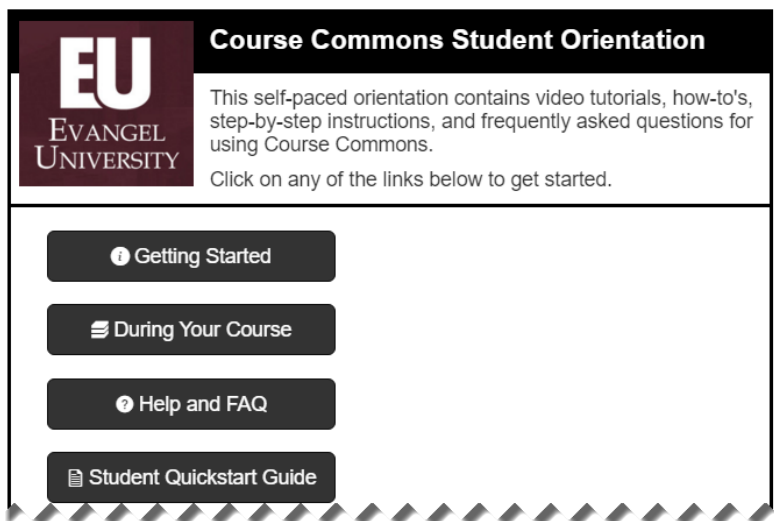 EU
EVANGEL
UNIVERSITY
Course Commons Student Orientation
This self-paced orientation contains video tutorials, how-to's,
step-by-step instructions, and frequently asked questions for
using Course Commons.
Click on any of the links below to get started.
Getting Started
During Your Course
Help and FAQ
Student Quickstart Guide